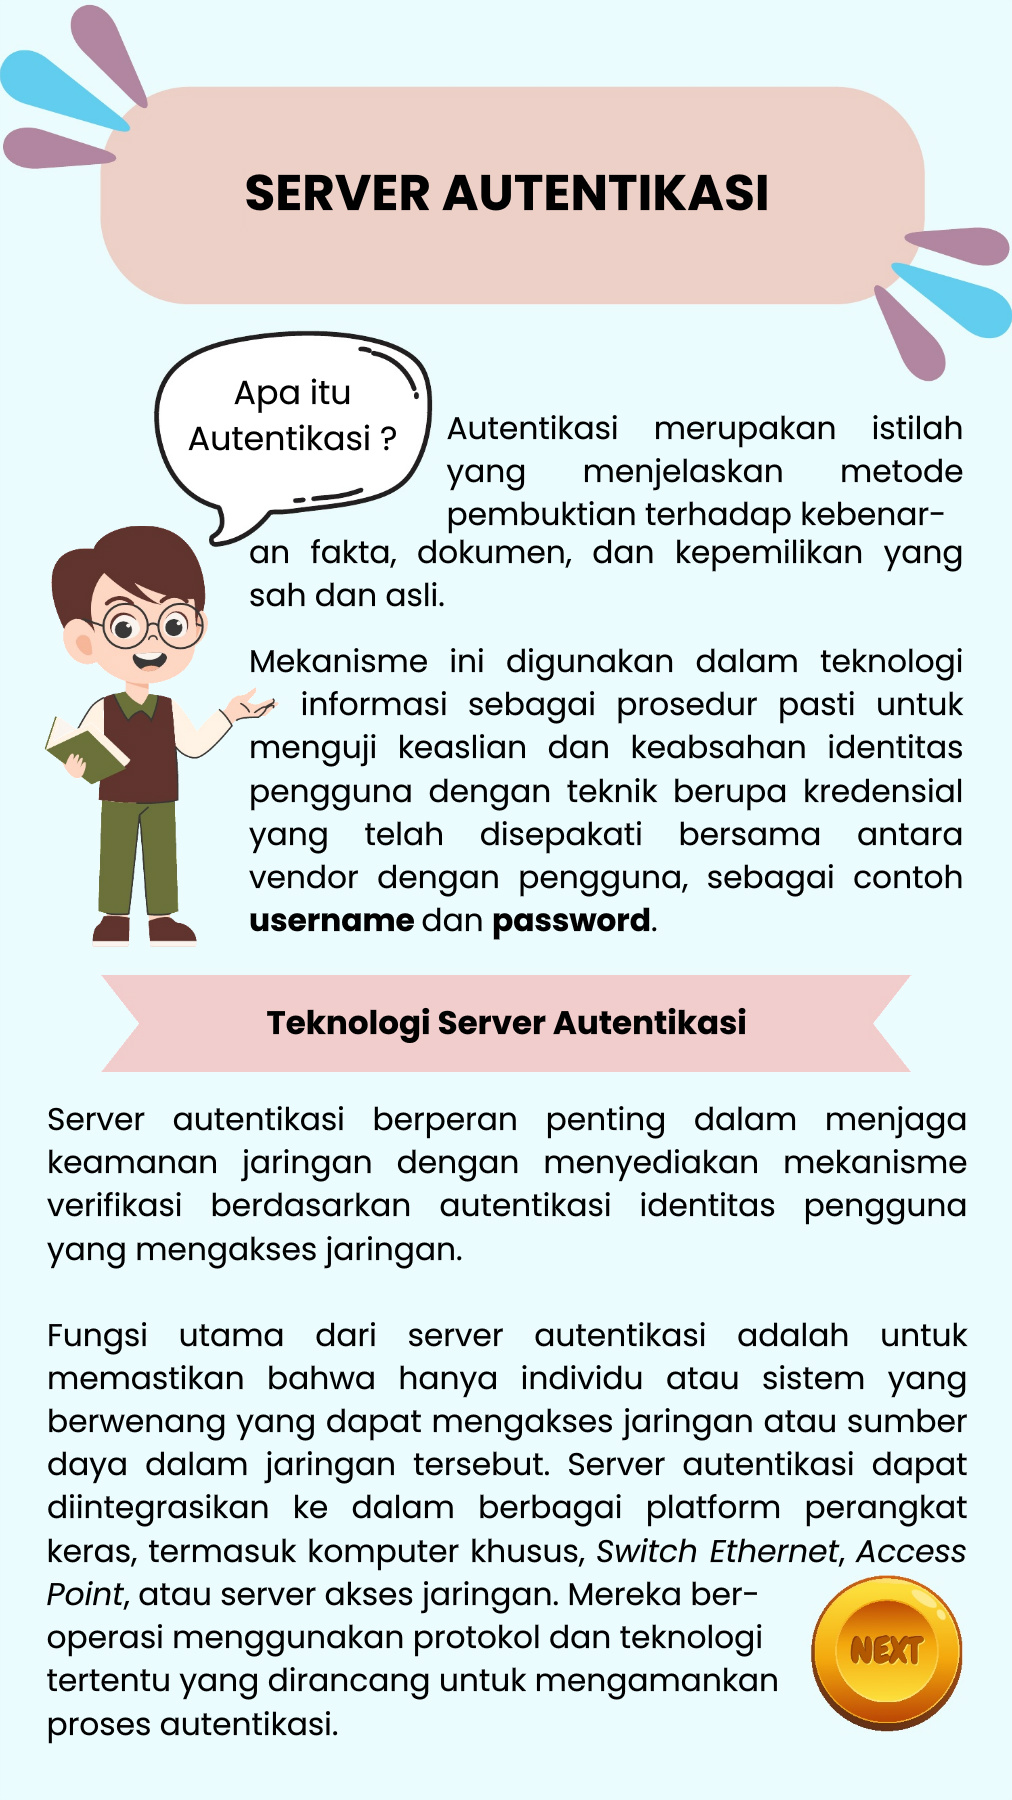 SERVER AUTENTIKASI
Apa itu
Autentikasi ?
Autentikasi merupakan istilah
yang menjelaskan metode
pembuktian terhadap kebenar-
an fakta, dokumen, dan kepemilikan yang
sah dan asli.
Mekanisme ini digunakan dalam teknologi
informasi sebagai prosedur pasti untuk
menguji keaslian dan keabsahan identitas
pengguna dengan teknik berupa kredensial
yang telah disepakati bersama antara
vendor dengan pengguna, sebagai contoh
username dan password.
Teknologi Server Autentikasi
Server autentikasi berperan penting dalam menjaga
keamanan jaringan dengan menyediakan mekanisme
verifikasi berdasarkan autentikasi identitas pengguna
yang mengakses jaringan.
Fungsi utama dari server autentikasi adalah untuk
memastikan bahwa hanya individu atau sistem yang
berwenang yang dapat mengakses jaringan atau sumber
daya dalam jaringan tersebut. Server autentikasi dapat
diintegrasikan ke dalam berbagai platform perangkat
keras, termasuk komputer khusus, Switch Ethernet, Access
Point, atau server akses jaringan. Mereka ber-
operasi menggunakan protokol dan teknologi
tertentu yang dirancang untuk mengamankan
proses autentikasi.
NEXT